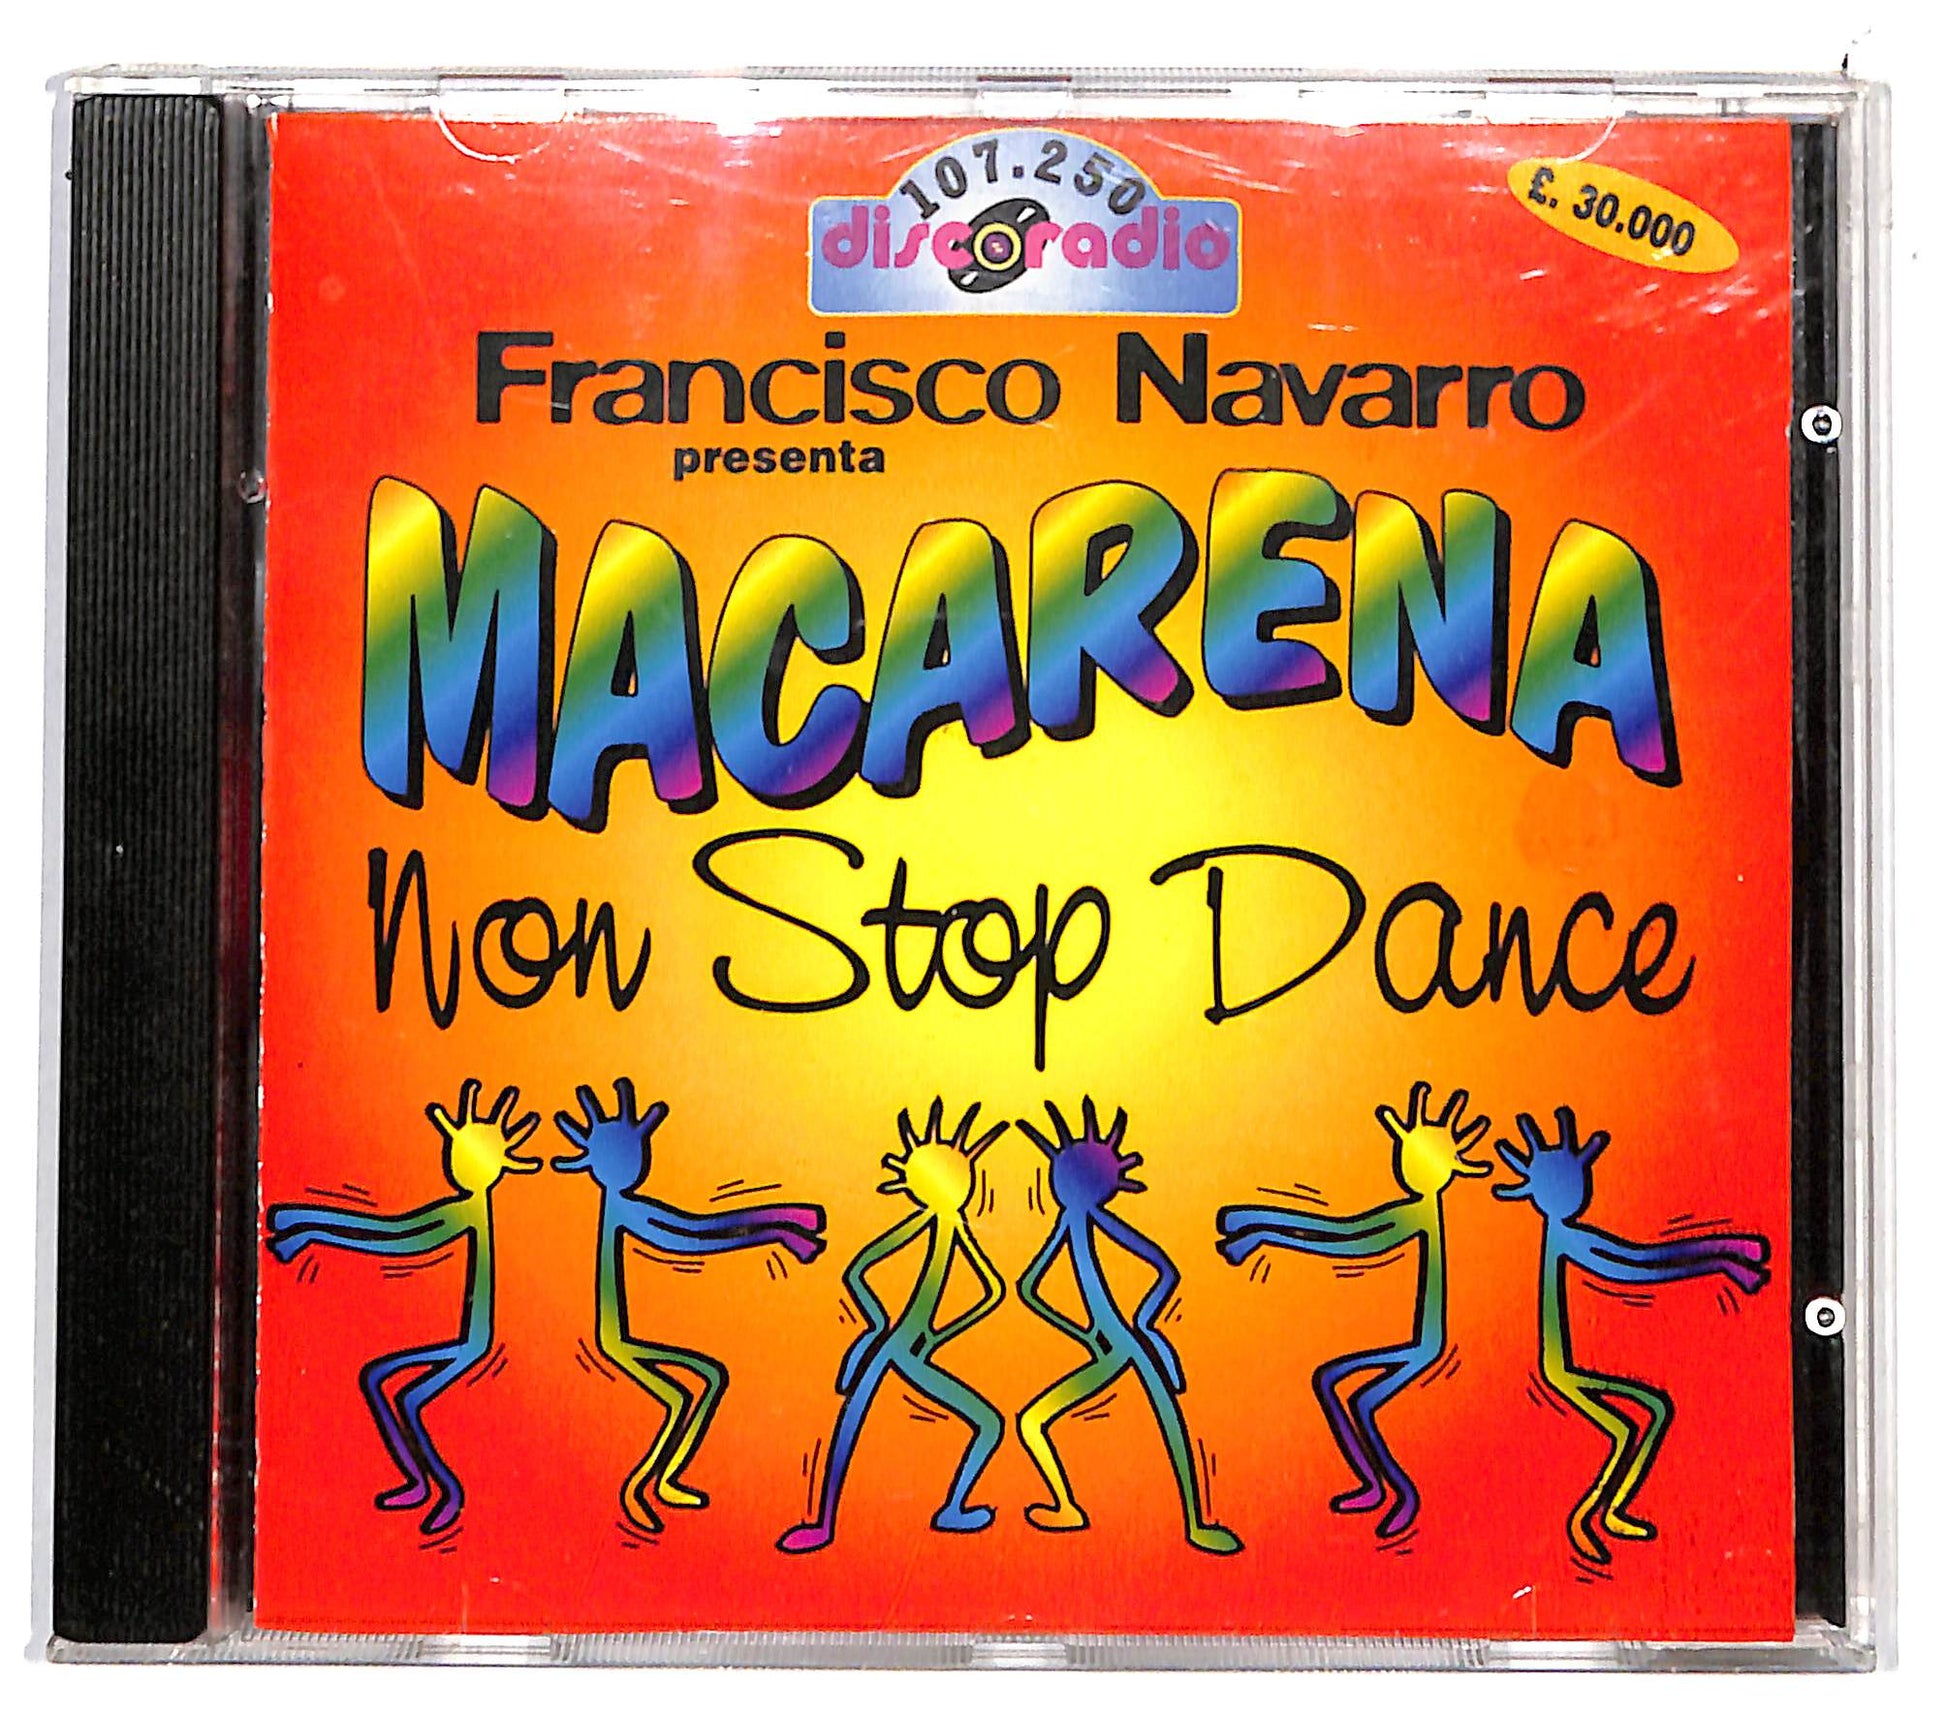 107.250
discoradio
£. 30.000
Francisco Navarro
presenta
MACARENA
Non Stop Dance